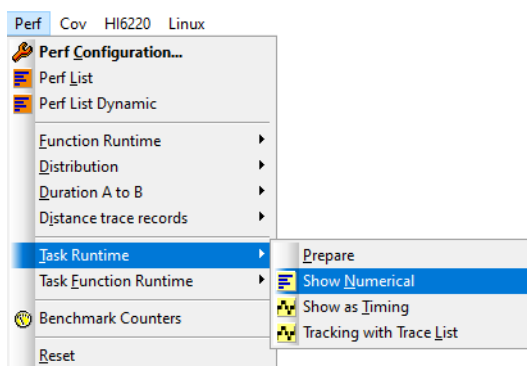 Perf Cov HI6220 Linux
Perf Configuration...
Perf List
Perf List Dynamic
Function Runtime
Distribution
Duration A to B
Distance trace records
Task Runtime
Task Function Runtime
Benchmark Counters
Reset
Prepare
Show Numerical
Show as Timing
Tracking with Trace List